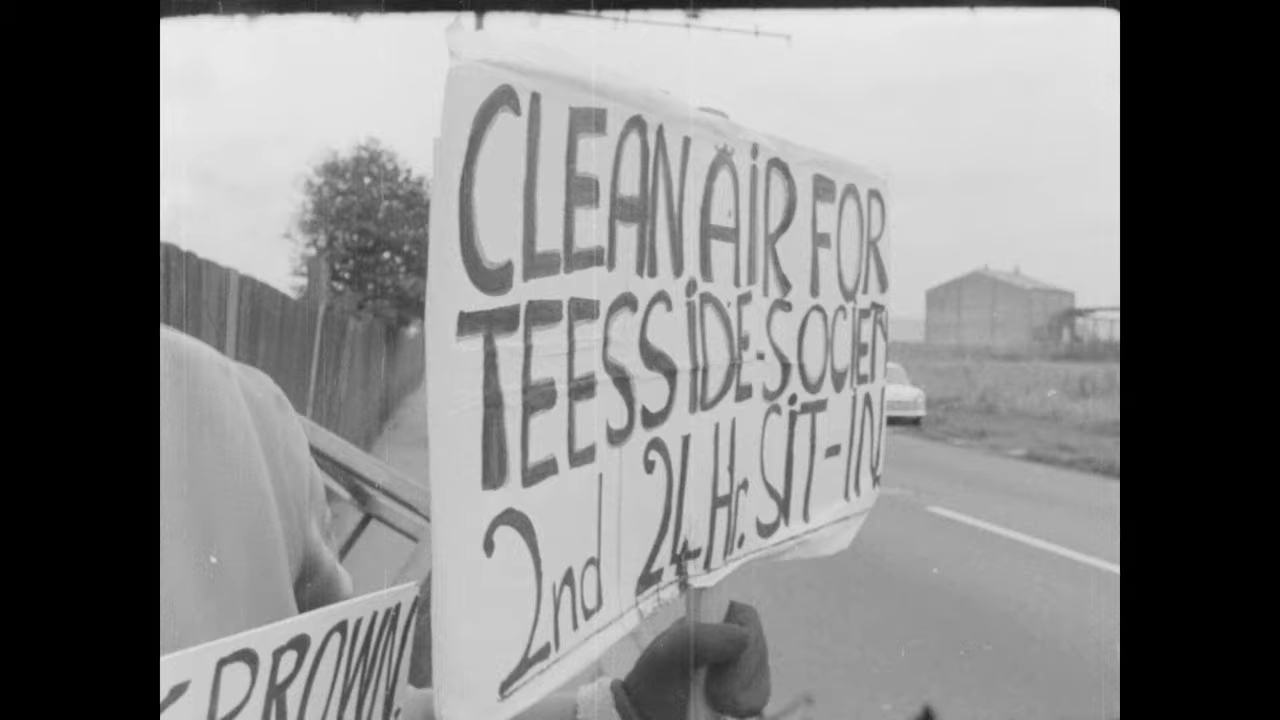 CLEAN AiR FOR
TEESSiDE-SOCiETY
2nd 24 Hr. SiT-IN!
BROWN.